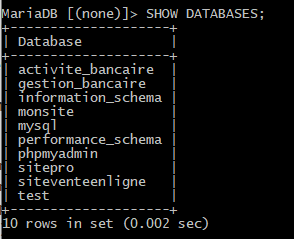 MariaDB [(none)]> SHOW DATABASES;
+--------------------+
| Database           |
+--------------------+
| activite_bancaire  |
| gestion_bancaire   |
| information_schema |
| monsite            |
| mysql              |
| performance_schema |
| phpmyadmin         |
| sitepro            |
| siteventeenligne   |
| test               |
+--------------------+
10 rows in set (0.002 sec)